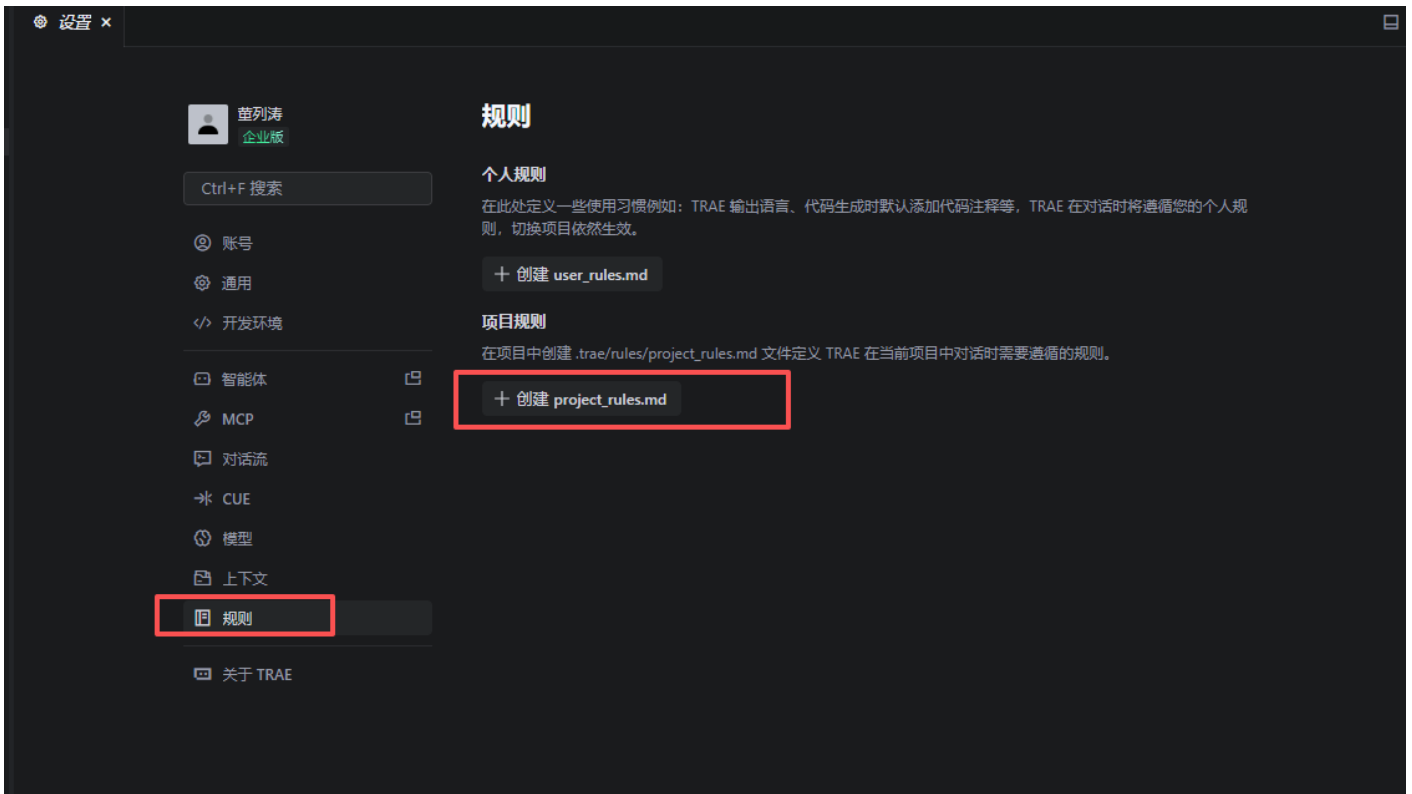 设置
茧列涛
企业版
Ctrl+F 搜索
账号
通用
开发环境
智能体
MCP
对话流
CUE
模型
上下文
规则
关于 TRAE
规则
个人规则
在此处定义一些使用习惯例如：TRAE 输出语言、代码生成时默认添加代码注释等，TRAE 在对话时将遵循您的个人规
则，切换项目依然生效。
创建 user_rules.md
项目规则
在项目中创建 .trae/rules/project_rules.md 文件定义 TRAE 在当前项目中对话时需要遵循的规则。
创建 project_rules.md